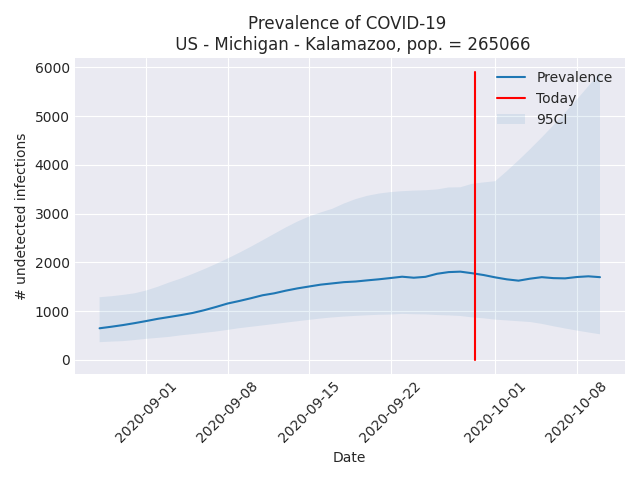 Prevalence of COVID-19
US - Michigan - Kalamazoo, pop. = 265066
Prevalence
Today
95CI
6000
5000
4000
3000
2000
1000
0
# undetected infections
2020-09-01
2020-09-08
2020-09-15
2020-09-22
2020-10-01
2020-10-08
Date